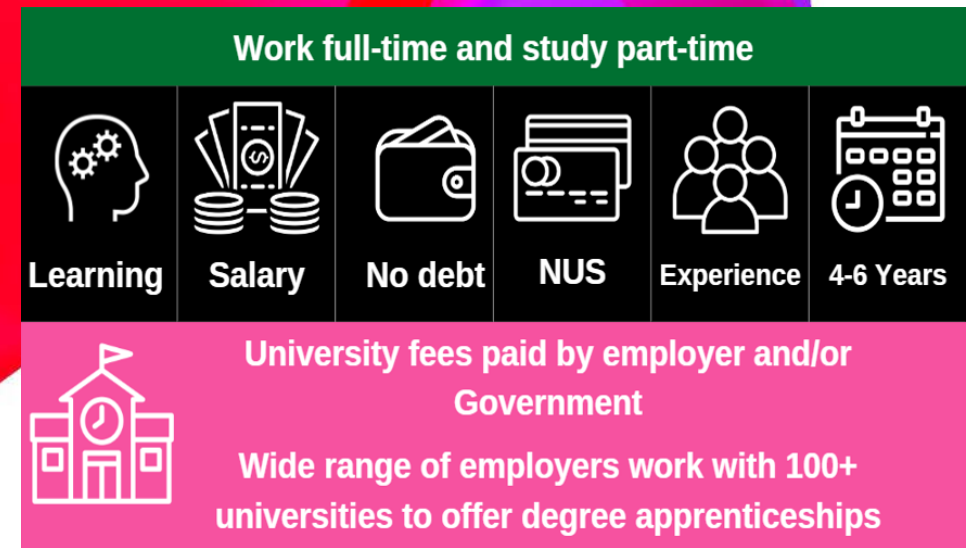 Work full-time and study part-time
Learning
Salary
No debt
NUS
Experience
4-6 Years
University fees paid by employer and/or
Government
Wide range of employers work with 100+
universities to offer degree apprenticeships